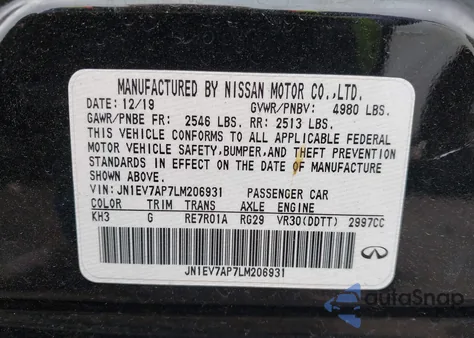 MANUFACTURED BY NISSAN MOTOR CO.,LTD.
DATE: 12/19 GVWR/PNBV: 4980 LBS.
GAWR/PNBE FR: 2546 LBS. RR: 2513 LBS.
THIS VEHICLE CONFORMS TO ALL APPLICABLE FEDERAL
MOTOR VEHICLE SAFETY,BUMPER,AND THEFT PREVENTION
STANDARDS IN EFFECT ON THE DATE OF MANUFACTURE
SHOWN ABOVE.
VIN: JN1EV7AP7LM206931 PASSENGER CAR
COLOR TRIM TRANS AXLE ENGINE
KH3 G RE7R01A RG29 VR30(DDTT) 2997CC
JN1EV7AP7LM206931
autoSnap